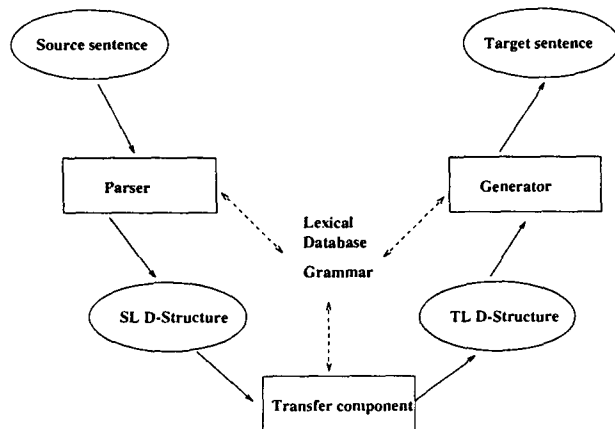 Source sentence
Target sentence
Parser
Generator
Lexical
Database
Grammar
SL D-Structure
TL D-Structure
Transfer component